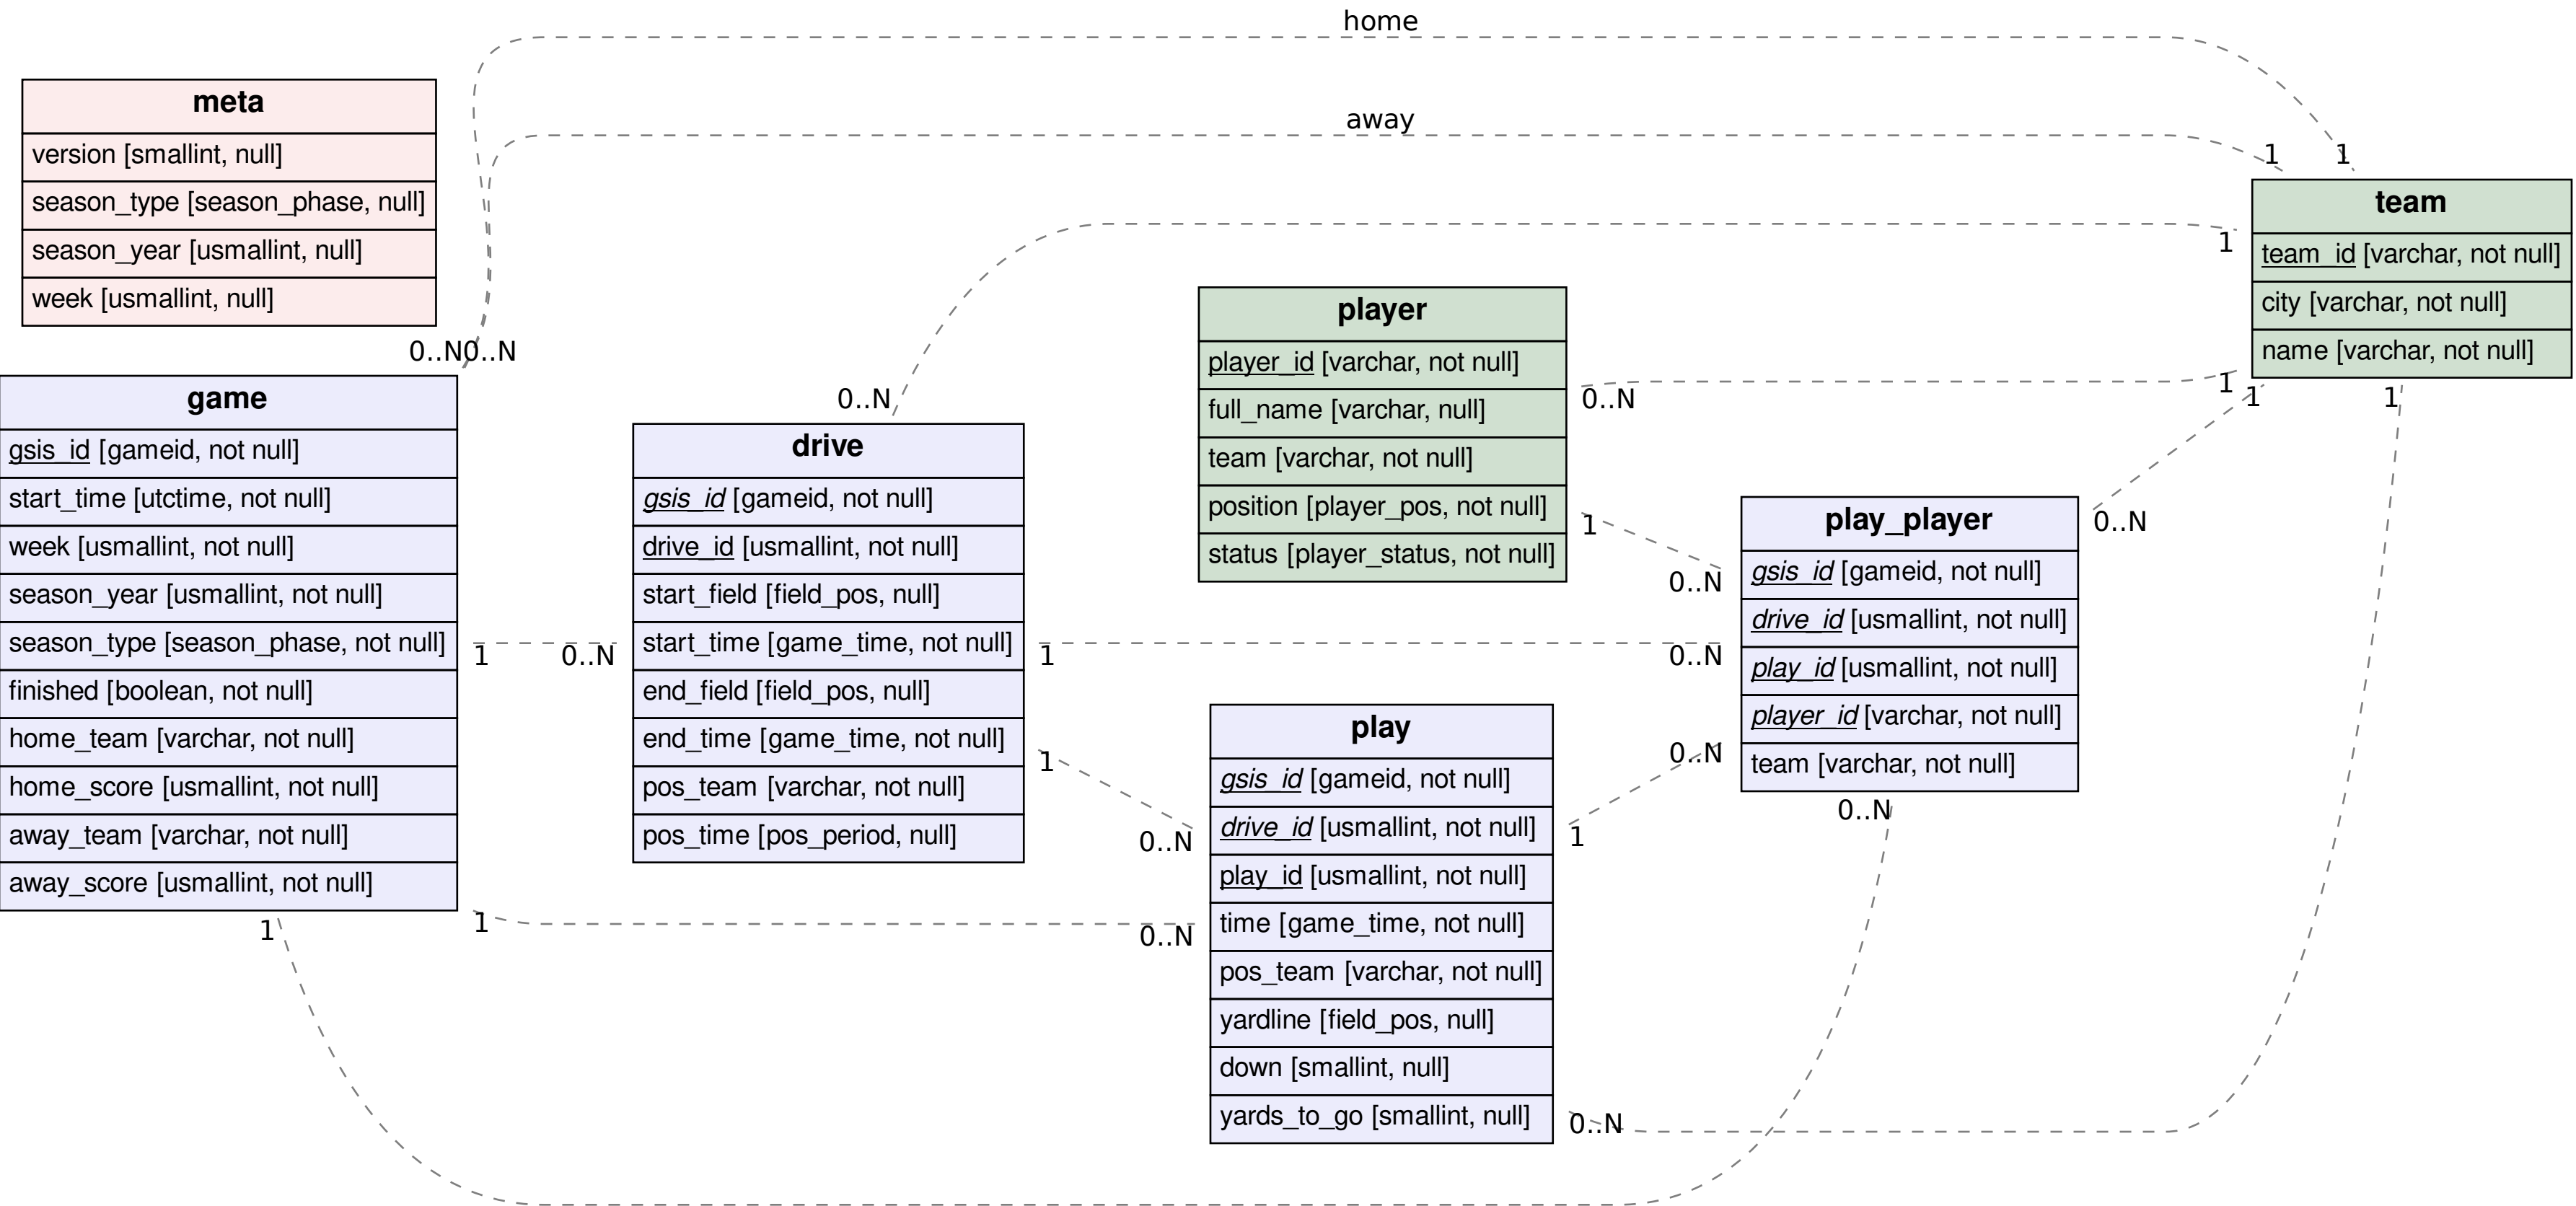 home
away
meta
version [smallint, null]
season_type [season_phase, null]
season_year [usmallint, null]
week [usmallint, null]
0..N
0..N
game
gsis_id [gameid, not null]
start_time [utctime, not null]
week [usmallint, not null]
season_year [usmallint, not null]
season_type [season_phase, not null]
finished [boolean, not null]
home_team [varchar, not null]
home_score [usmallint, not null]
away_team [varchar, not null]
away_score [usmallint, not null]
1
1
1
0..N
0..N
drive
gsis_id [gameid, not null]
drive_id [usmallint, not null]
start_field [field_pos, null]
start_time [game_time, not null]
end_field [field_pos, null]
end_time [game_time, not null]
pos_team [varchar, not null]
pos_time [pos_period, null]
1
1
player
player_id [varchar, not null]
full_name [varchar, null]
team [varchar, not null]
position [player_pos, not null]
status [player_status, not null]
0..N
1
0..N
0..N
play
gsis_id [gameid, not null]
drive_id [usmallint, not null]
play_id [usmallint, not null]
time [game_time, not null]
pos_team [varchar, not null]
yardline [field_pos, null]
down [smallint, null]
yards_to_go [smallint, null]
1
0..N
0..N
0..N
0..N
play_player
gsis_id [gameid, not null]
drive_id [usmallint, not null]
play_id [usmallint, not null]
player_id [varchar, not null]
team [varchar, not null]
0..N
0..N
1
1
1
team
team_id [varchar, not null]
city [varchar, not null]
name [varchar, not null]
1
1
1